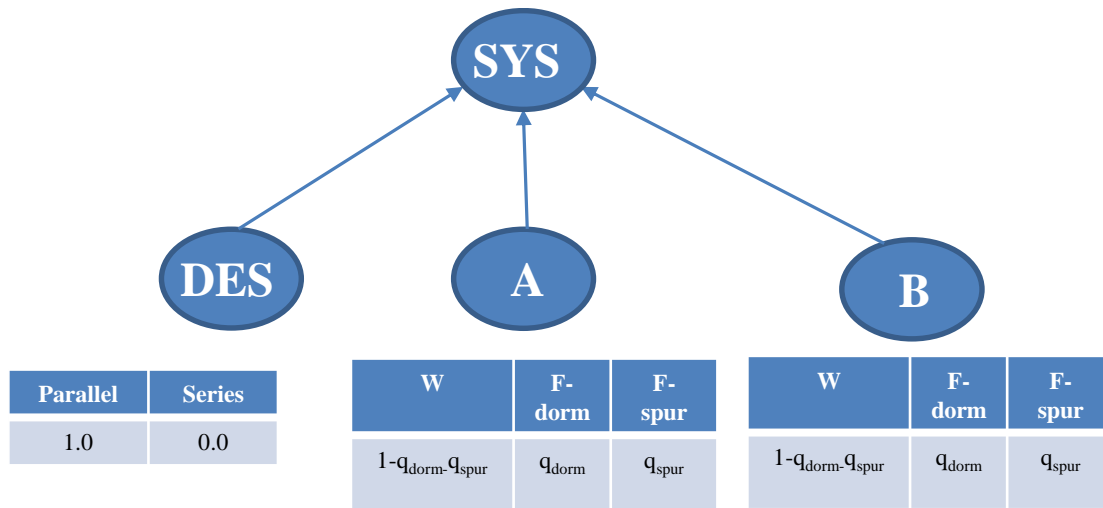 SYS
DES
A
B
Parallel Series
1.0 0.0
W F-dorm F-spur
1-qdorm-qspur qdorm qspur
W F-dorm F-spur
1-qdorm-qspur qdorm qspur